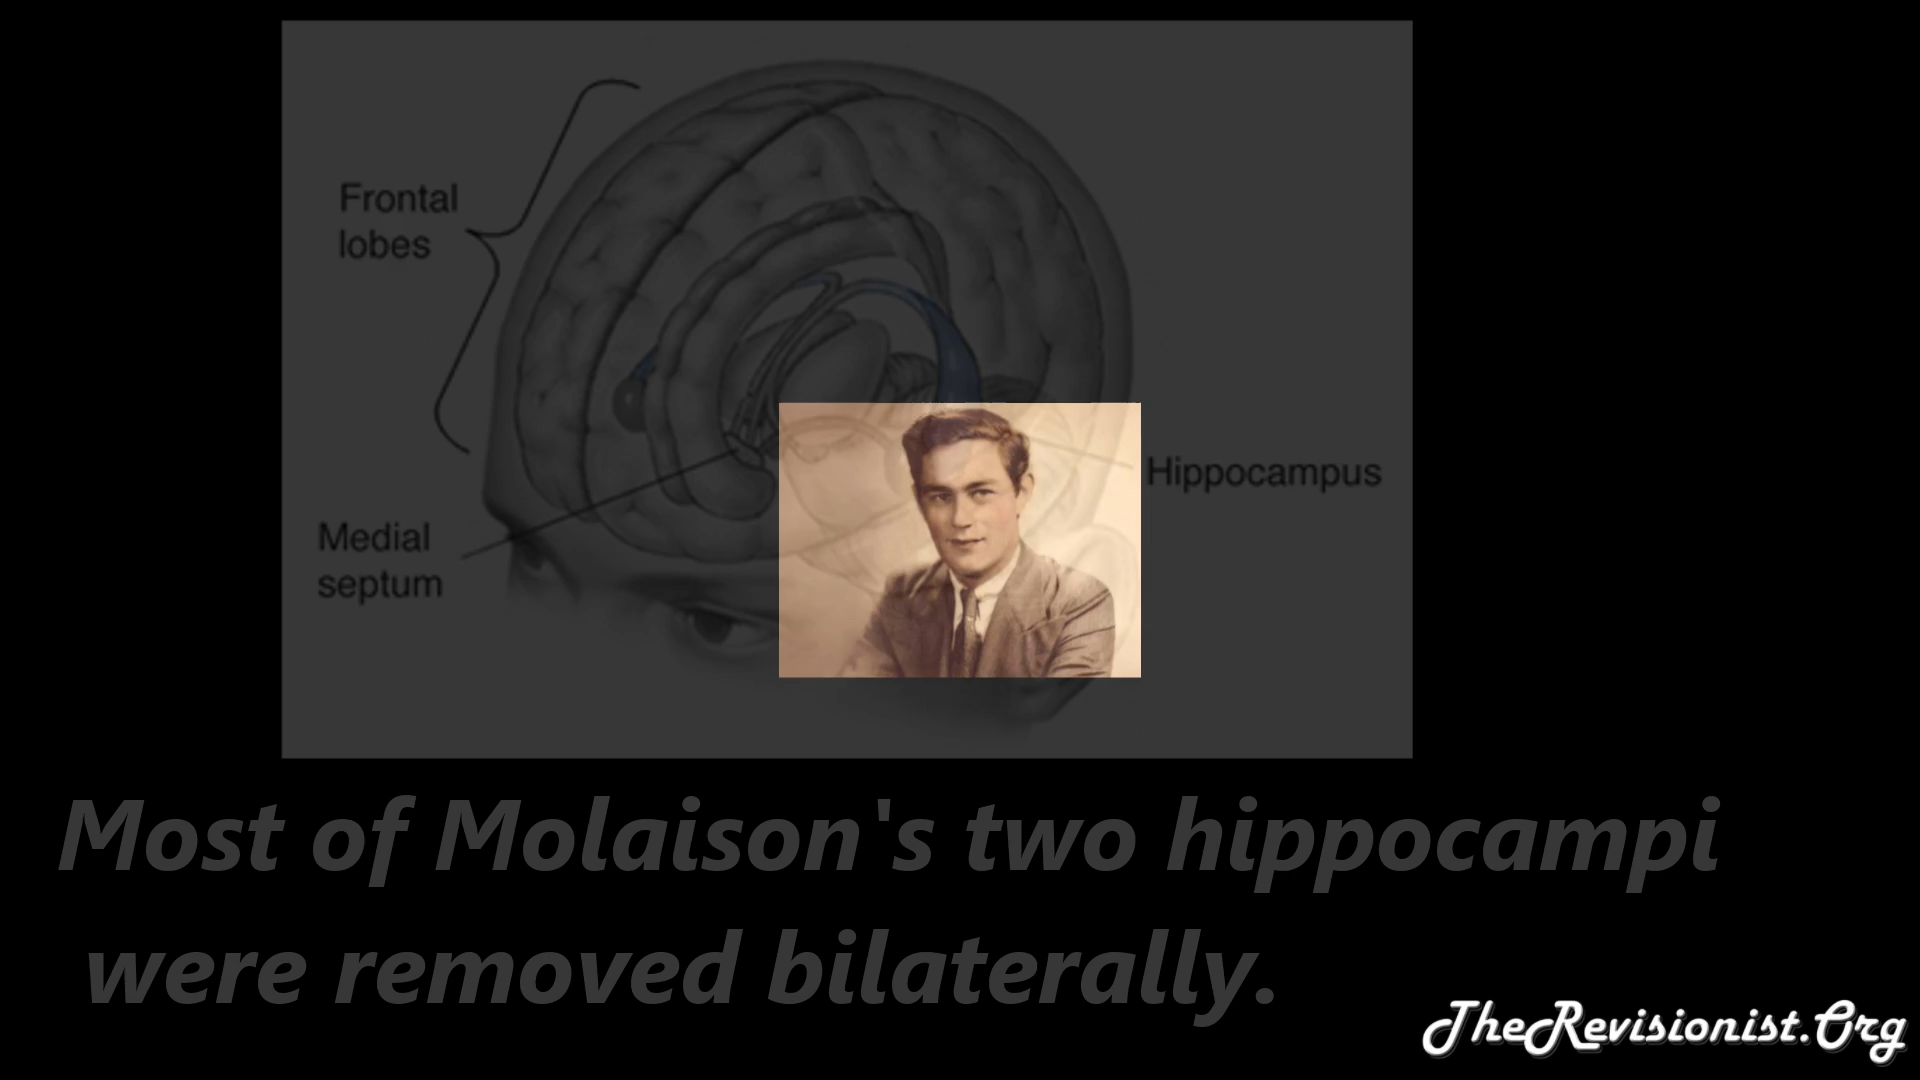 Frontal
lobes
Hippocampus
Medial
septum
Most of Molaison's two hippocampi
were removed bilaterally.
TheRevisionist.Org